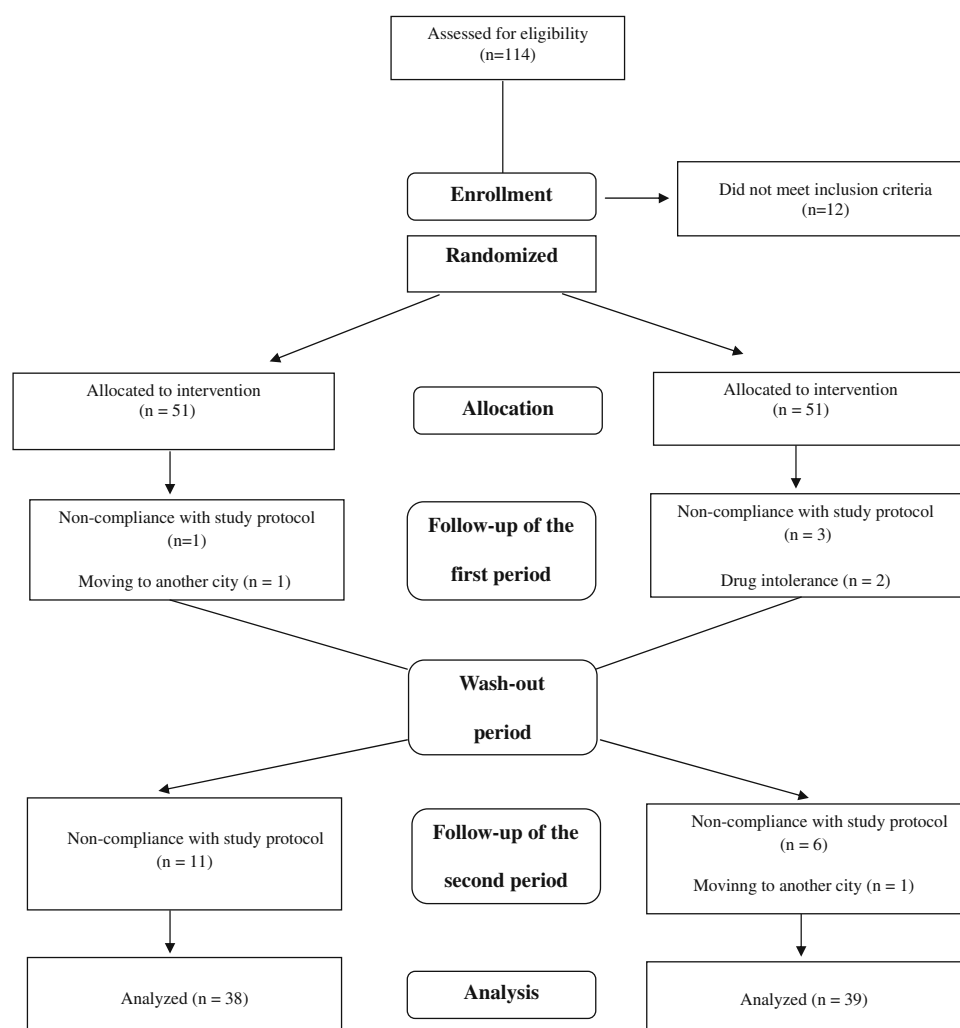 Assessed for eligibility
(n=114)
Enrollment
Did not meet inclusion criteria
(n=12)
Randomized
Allocated to intervention
(n = 51)
Allocation
Allocated to intervention
(n = 51)
Non-compliance with study protocol
(n=1)
Moving to another city (n = 1)
Follow-up of the
first period
Non-compliance with study protocol
(n = 3)
Drug intolerance (n = 2)
Wash-out
period
Non-compliance with study protocol
(n = 11)
Follow-up of the
second period
Non-compliance with study protocol
(n = 6)
Movinng to another city (n = 1)
Analyzed (n = 38)
Analysis
Analyzed (n = 39)